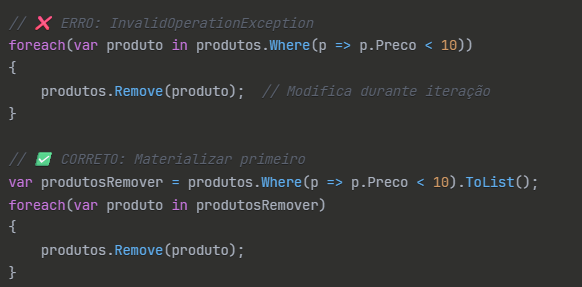 // ❌ ERRO: InvalidOperationException
foreach(var produto in produtos.Where(p => p.Preco < 10))
{
    produtos.Remove(produto);  // Modifica durante iteração
}

// ✅ CORRETO: Materializar primeiro
var produtosRemover = produtos.Where(p => p.Preco < 10).ToList();
foreach(var produto in produtosRemover)
{
    produtos.Remove(produto);
}